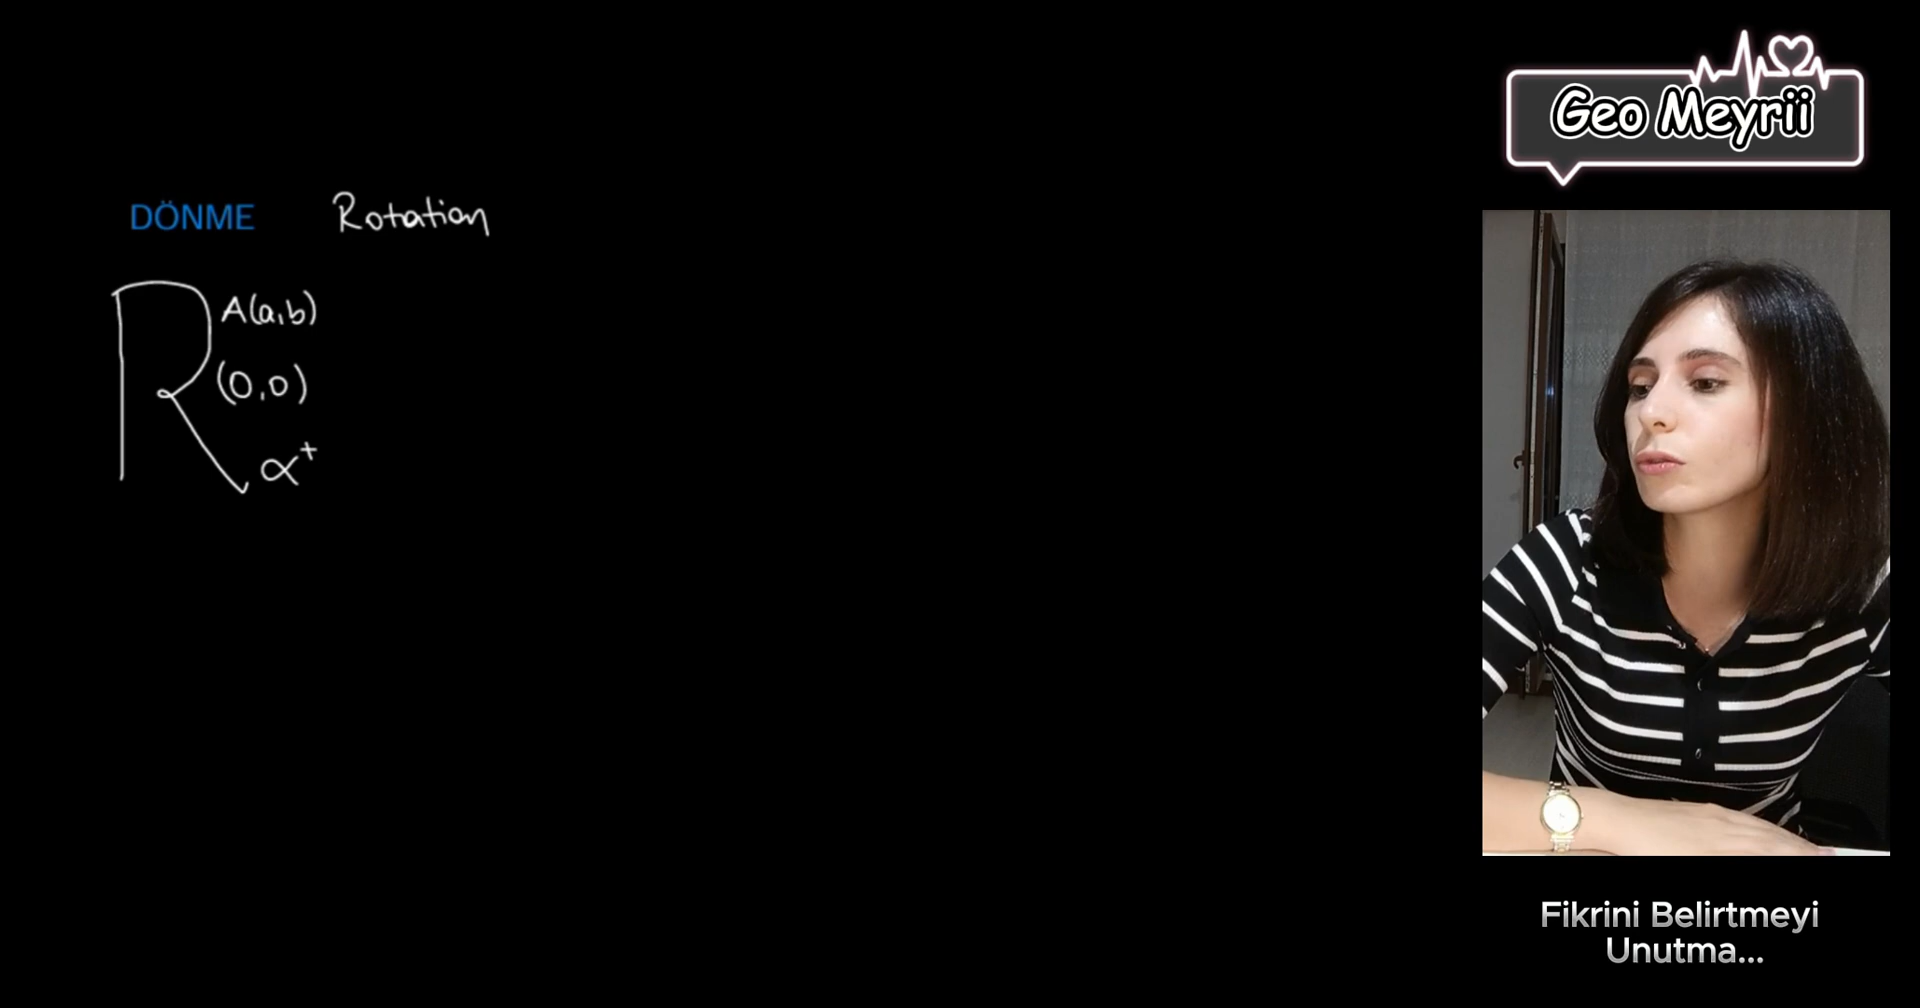 DÖNME Rotation
R A(a,b)
(0,0)
α⁺
Geo Meyrii
Fikrini Belirtmeyi
Unutma...